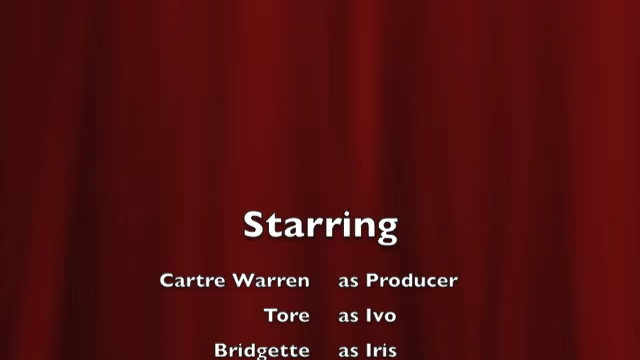 Starring
Cartre Warren as Producer
Tore as Ivo
Bridgette as Iris